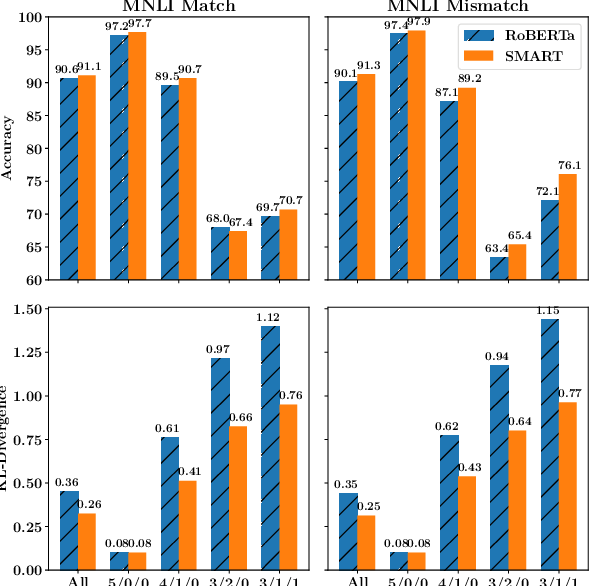 MNLI Match
MNLI Mismatch
RoBERTa
SMART
Accuracy
100
95
90
85
80
75
70
65
60
90.6 91.1 97.2 97.7 89.5 90.7 68.0 67.4 69.7 70.7
90.1 91.3 97.4 97.9 87.1 89.2 63.4 65.4 72.1 76.1
KL-Divergence
1.50
1.25
1.00
0.75
0.50
0.25
0.00
0.36 0.26 0.08 0.08 0.61 0.41 0.97 0.66 1.12 0.76
0.35 0.25 0.08 0.08 0.62 0.43 0.94 0.64 1.15 0.77
All 5/0/0 4/1/0 3/2/0 3/1/1
All 5/0/0 4/1/0 3/2/0 3/1/1